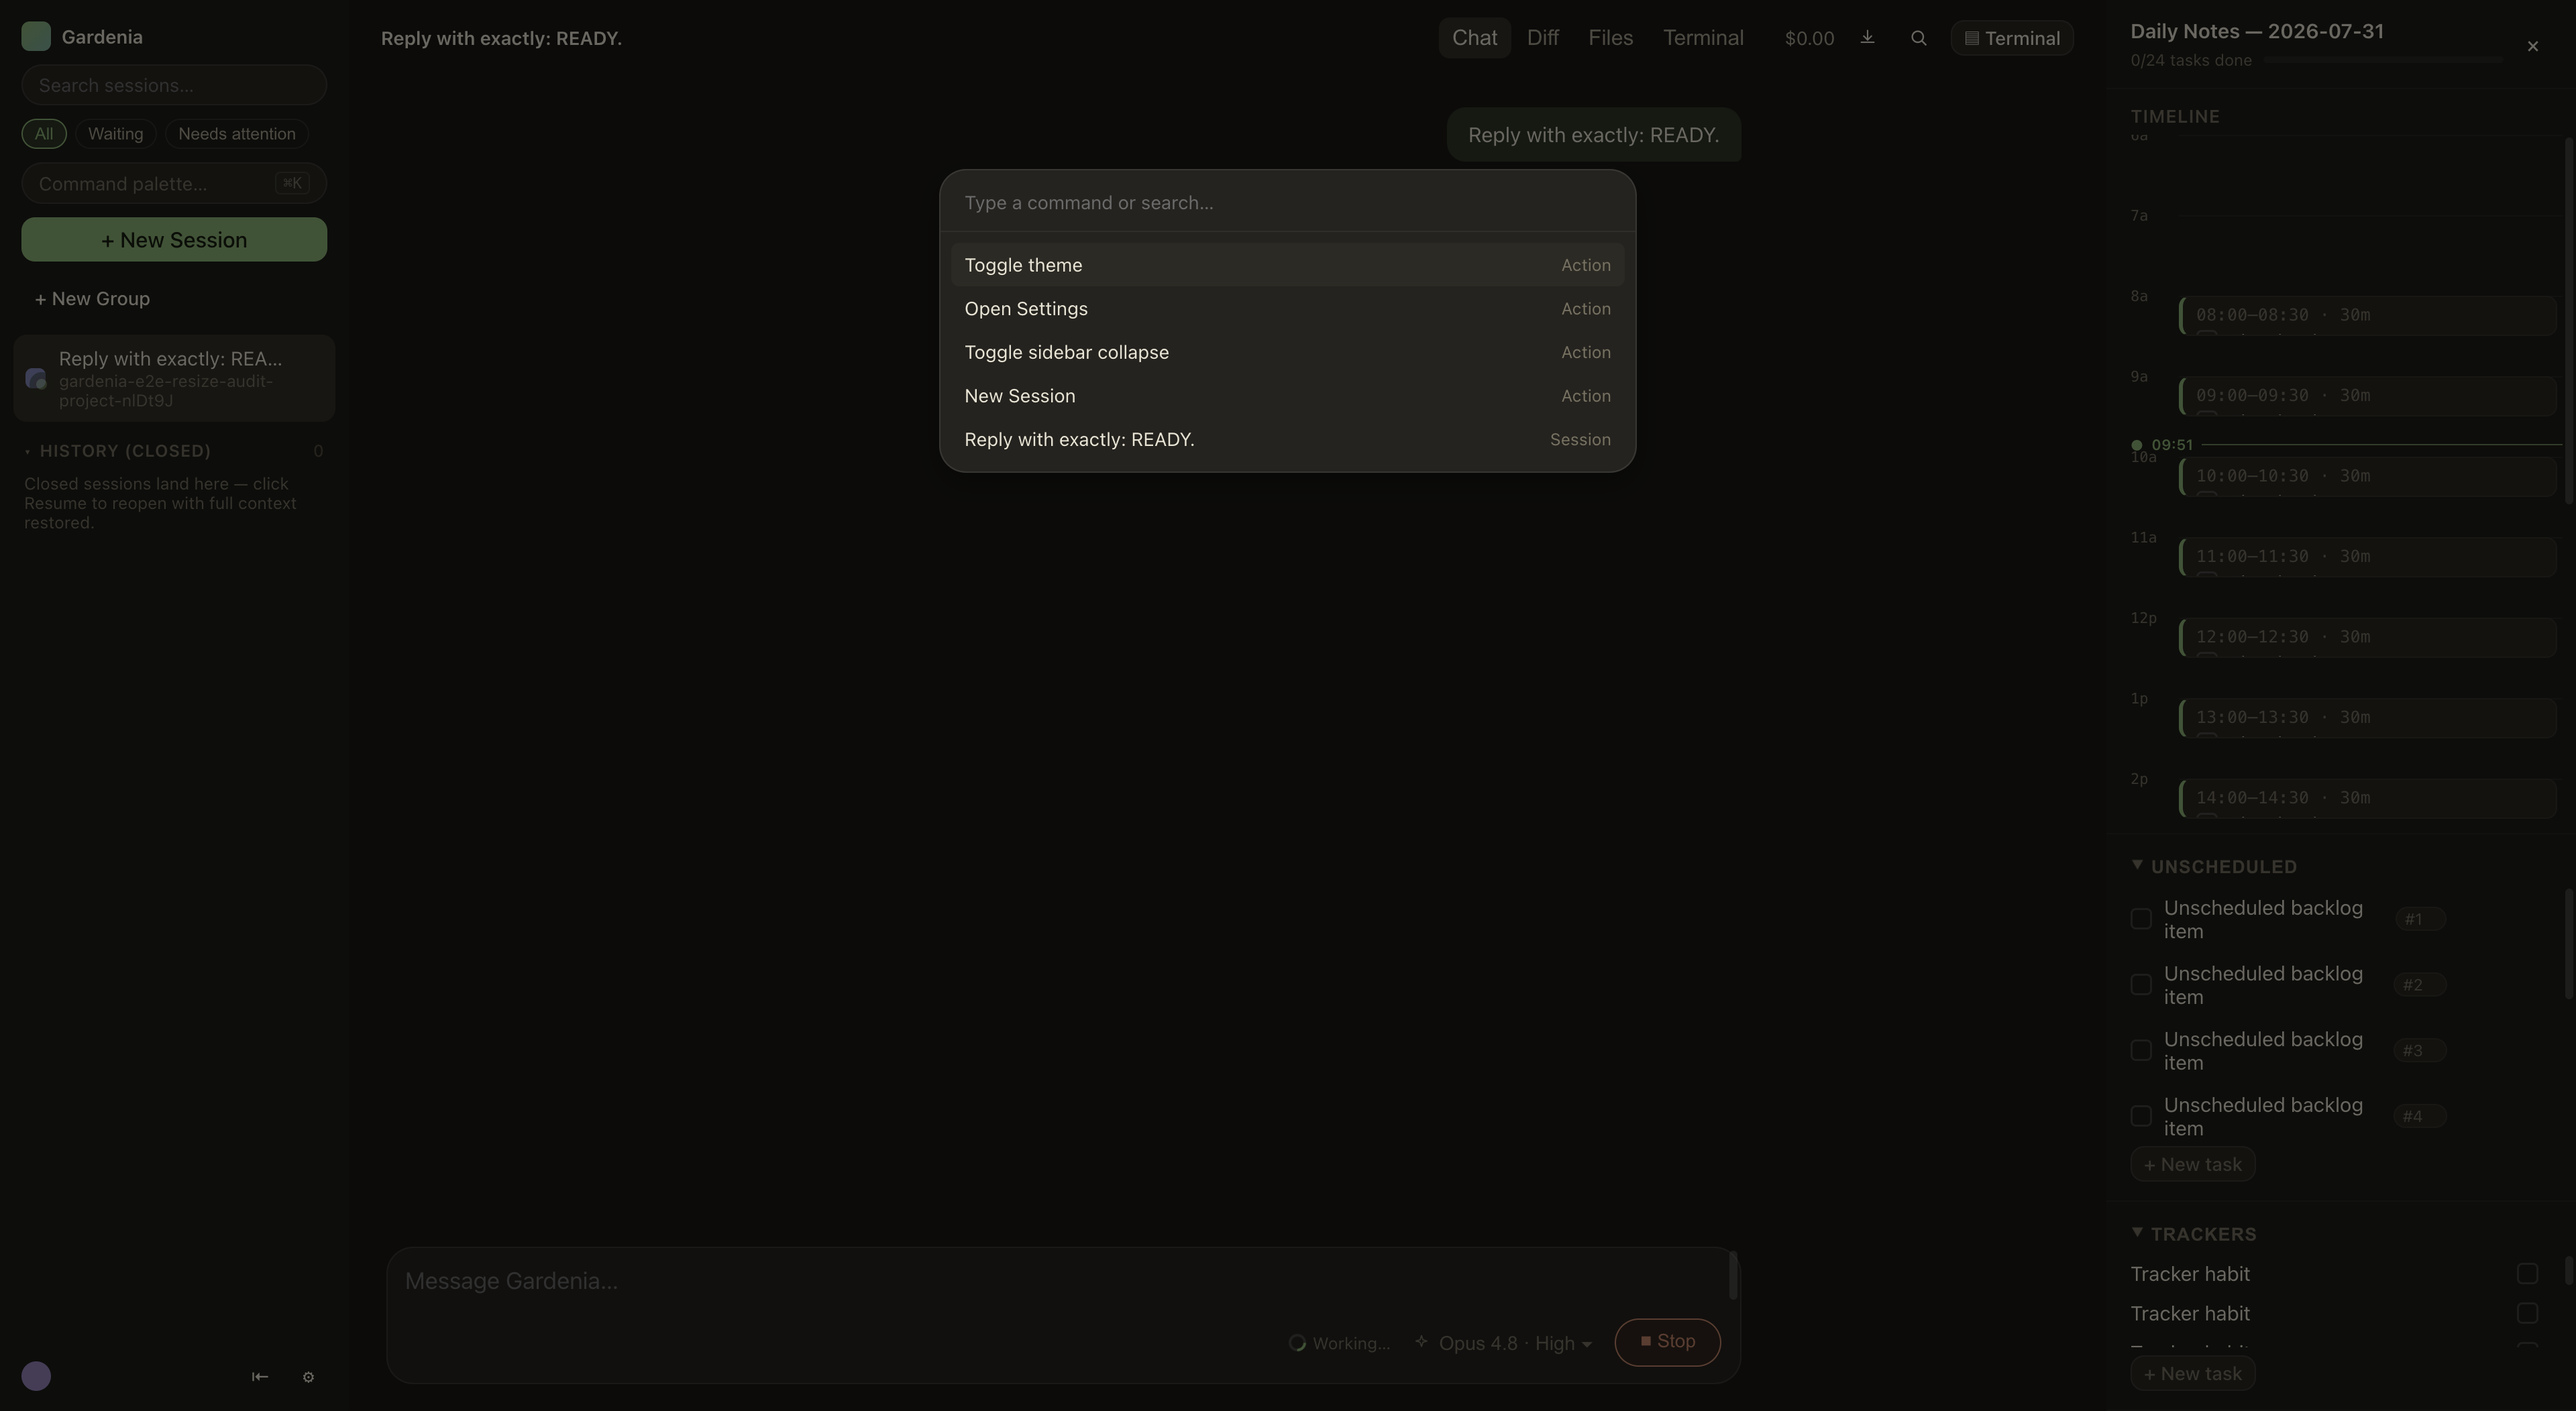 Gardenia
Search sessions...
All
Waiting
Needs attention
Command palette...
⌘K
+ New Session
+ New Group
Reply with exactly: REA...
gardenia-e2e-resize-audit-
project-nlDt9J
HISTORY (CLOSED)
0
Closed sessions land here — click
Resume to reopen with full context
restored.
Reply with exactly: READY.
Chat
Diff
Files
Terminal
$0.00
Terminal
Reply with exactly: READY.
Type a command or search...
Toggle theme
Action
Open Settings
Action
Toggle sidebar collapse
Action
New Session
Action
Reply with exactly: READY.
Session
Message Gardenia...
Working...
Opus 4.8 · High
Stop
Daily Notes — 2026-07-31
0/24 tasks done
TIMELINE
7a
8a
08:00–08:30 · 30m
9a
09:00–09:30 · 30m
09:51
10a
10:00–10:30 · 30m
11a
11:00–11:30 · 30m
12p
12:00–12:30 · 30m
1p
13:00–13:30 · 30m
2p
14:00–14:30 · 30m
UNSCHEDULED
Unscheduled backlog
item
#1
Unscheduled backlog
item
#2
Unscheduled backlog
item
#3
Unscheduled backlog
item
#4
+ New task
TRACKERS
Tracker habit
Tracker habit
+ New task